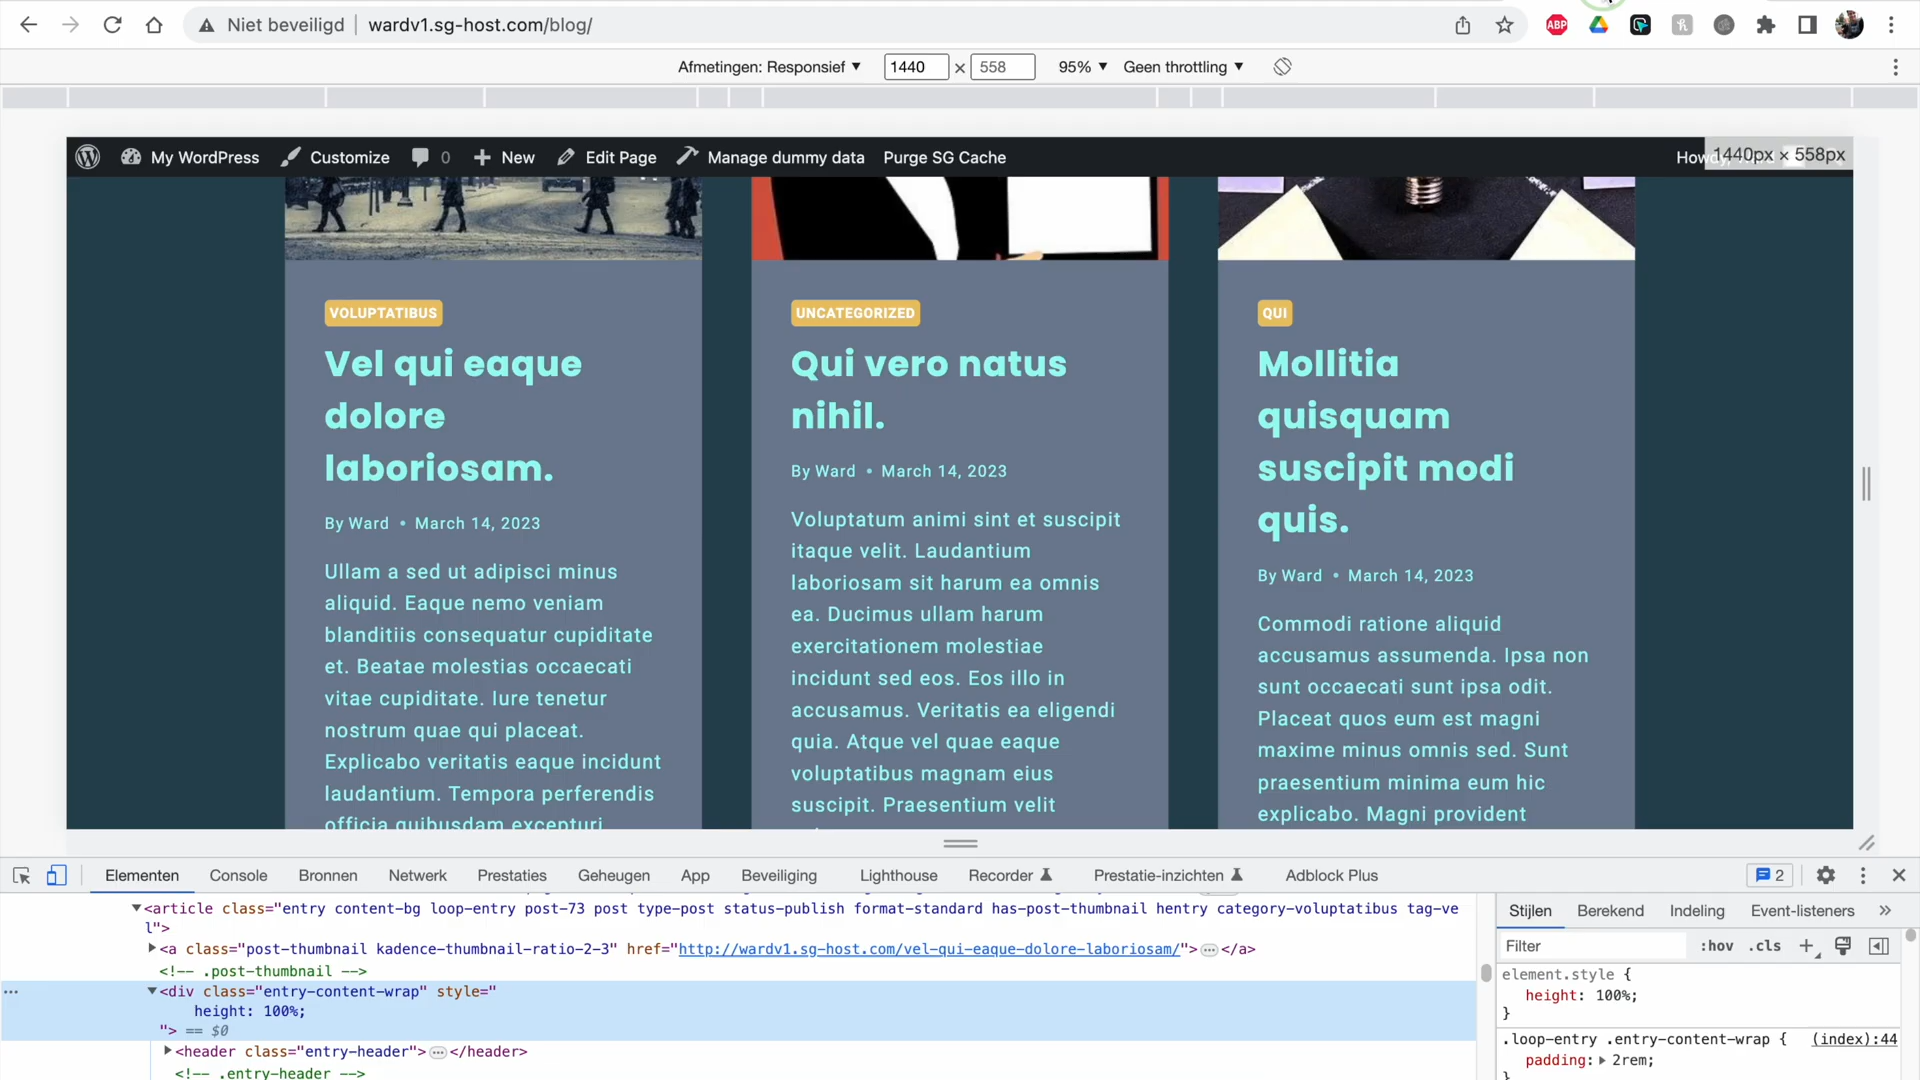 Niet beveiligd wardv1.sg-host.com/blog/
ABP
Afmetingen: Responsief 1440 × 558 95% Geen throttling
My WordPress Customize 0 New Edit Page Manage dummy data Purge SG Cache
1440px × 558px
VOLUPTATIBUS
Vel qui eaque
dolore
laboriosam.
By Ward • March 14, 2023
Ullam a sed ut adipisci minus
aliquid. Eaque nemo veniam
blanditiis consequatur cupiditate
et. Beatae molestias occaecati
vitae cupiditate. Iure tenetur
nostrum quae qui placeat.
Explicabo veritatis eaque incidunt
laudantium. Tempora perferendis
officia quibusdam excepturi
UNCATEGORIZED
Qui vero natus
nihil.
By Ward • March 14, 2023
Voluptatum animi sint et suscipit
itaque velit. Laudantium
laboriosam sit harum ea omnis
ea. Ducimus ullam harum
exercitationem molestiae
incidunt sed eos. Eos illo in
accusamus. Veritatis ea eligendi
quia. Atque vel quae eaque
voluptatibus magnam eius
suscipit. Praesentium velit
QUI
Mollitia
quisquam
suscipit modi
quis.
By Ward • March 14, 2023
Commodi ratione aliquid
accusamus assumenda. Ipsa non
sunt occaecati sunt ipsa odit.
Placeat quos eum est magni
maxime minus omnis sed. Sunt
praesentium minima eum hic
explicabo. Magni provident
Elementen Console Bronnen Netwerk Prestaties Geheugen App Beveiliging Lighthouse Recorder Prestatie-inzichten Adblock Plus 2
<article class="entry content-bg loop-entry post-73 post type-post status-publish format-standard has-post-thumbnail hentry category-voluptatibus tag-ve
l">
<a class="post-thumbnail kadence-thumbnail-ratio-2-3" href="http://wardv1.sg-host.com/vel-qui-eaque-dolore-laboriosam/">…</a>
<!-- .post-thumbnail -->
<div class="entry-content-wrap" style="
height: 100%;
"> == $0
<header class="entry-header">…</header>
<!-- .entry-header -->
Stijlen Berekend Indeling Event-listeners »
Filter :hov .cls +
element.style {
height: 100%;
}
.loop-entry .entry-content-wrap { (index):44
padding: 2rem;
}